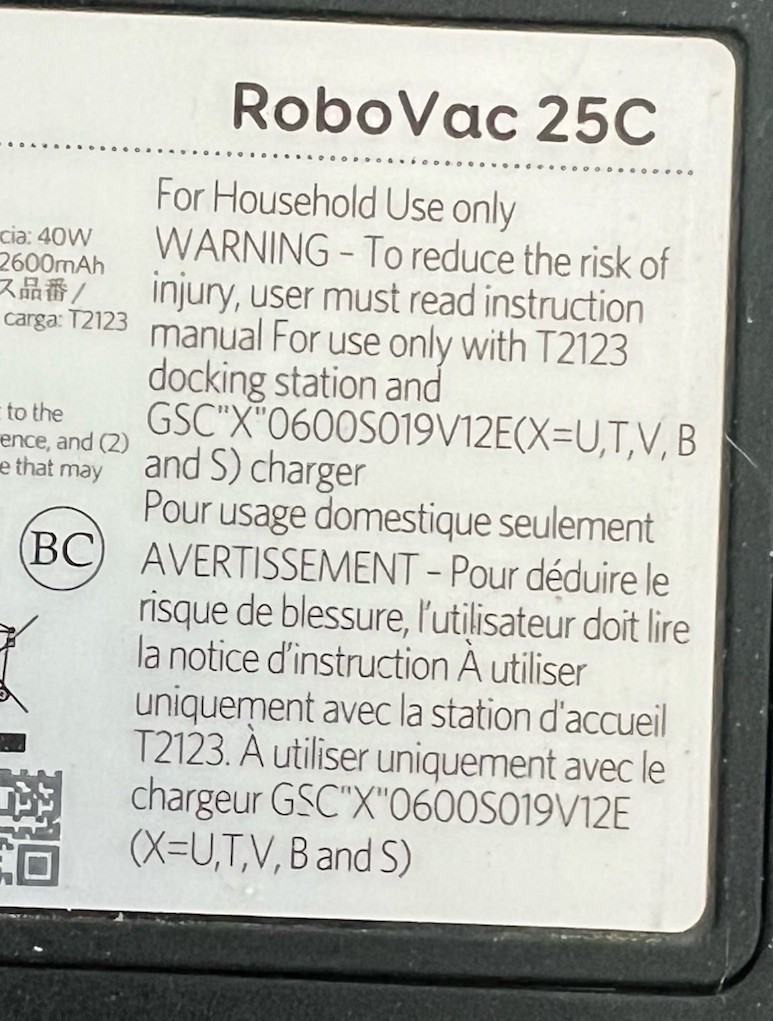 RoboVac 25C
cia: 40W
2600mAh
ス品番/
carga: T2123
to the
ence, and (2)
e that may
BC
For Household Use only
WARNING - To reduce the risk of
injury, user must read instruction
manual For use only with T2123
docking station and
GSC"X"0600S019V12E(X=U,T,V, B
and S) charger
Pour usage domestique seulement
AVERTISSEMENT - Pour déduire le
risque de blessure, l'utilisateur doit lire
la notice d'instruction À utiliser
uniquement avec la station d'accueil
T2123. À utiliser uniquement avec le
chargeur GSC"X"0600S019V12E
(X=U,T,V, B and S)